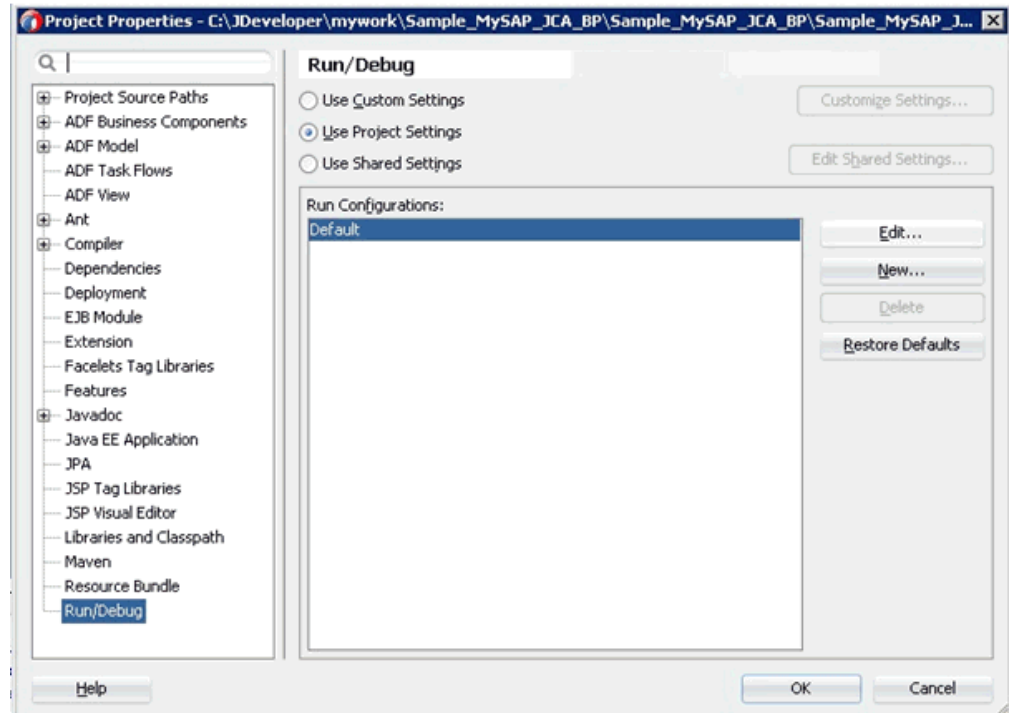 Project Properties - C:\JDeveloper\mywork\Sample_MySAP_JCA_BP\Sample_MySAP_JCA_BP\Sample_MySAP_J...
Project Source Paths
ADF Business Components
ADF Model
ADF Task Flows
ADF View
Ant
Compiler
Dependencies
Deployment
EJB Module
Extension
Facelets Tag Libraries
Features
Javadoc
Java EE Application
JPA
JSP Tag Libraries
JSP Visual Editor
Libraries and Classpath
Maven
Resource Bundle
Run/Debug
Run/Debug
Use Custom Settings
Customize Settings...
Use Project Settings
Use Shared Settings
Edit Shared Settings...
Run Configurations:
Default
Edit...
New...
Delete
Restore Defaults
Help
OK
Cancel